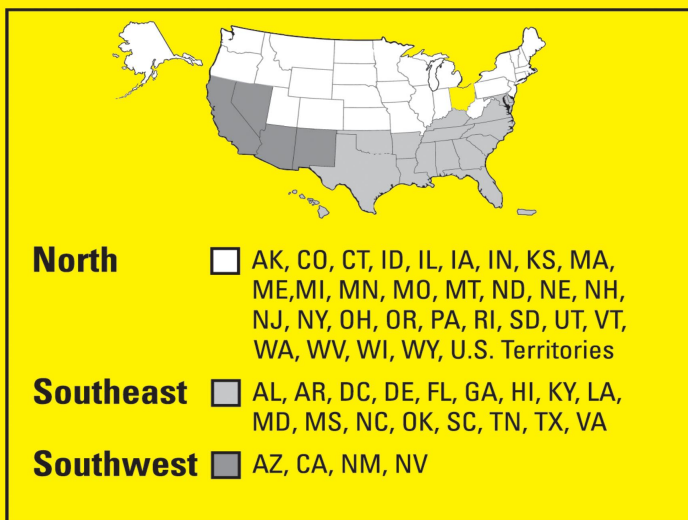 North AK, CO, CT, ID, IL, IA, IN, KS, MA,
ME,MI, MN, MO, MT, ND, NE, NH,
NJ, NY, OH, OR, PA, RI, SD, UT, VT,
WA, WV, WI, WY, U.S. Territories
Southeast AL, AR, DC, DE, FL, GA, HI, KY, LA,
MD, MS, NC, OK, SC, TN, TX, VA
Southwest AZ, CA, NM, NV